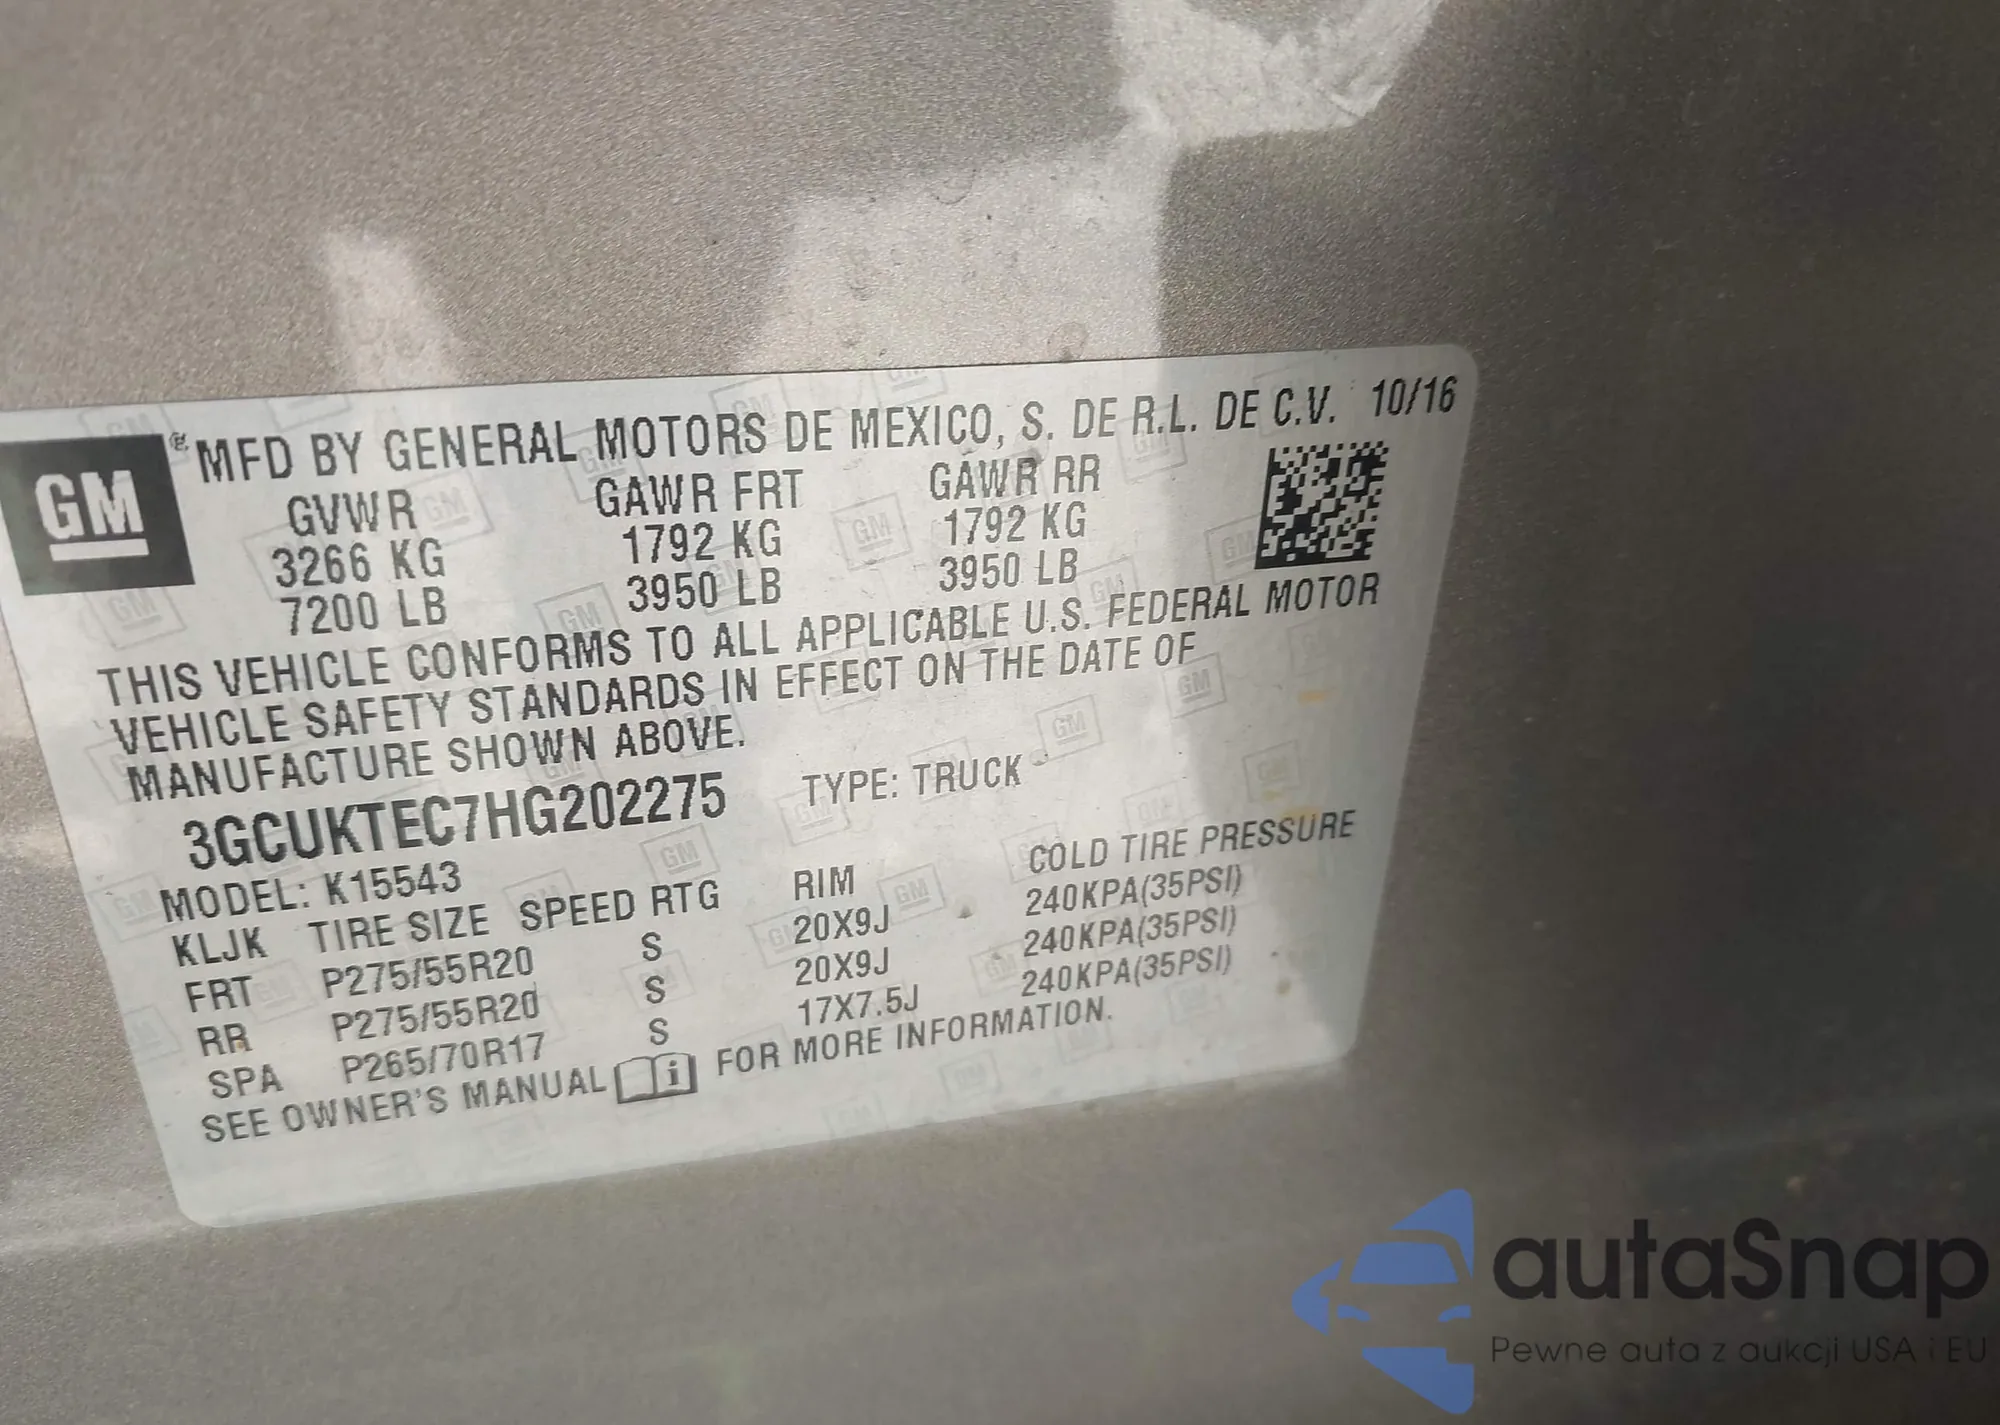 GM
® MFD BY GENERAL MOTORS DE MEXICO, S. DE R.L. DE C.V. 10/16
GVWR GAWR FRT GAWR RR
3266 KG 1792 KG 1792 KG
7200 LB 3950 LB 3950 LB
THIS VEHICLE CONFORMS TO ALL APPLICABLE U.S. FEDERAL MOTOR
VEHICLE SAFETY STANDARDS IN EFFECT ON THE DATE OF
MANUFACTURE SHOWN ABOVE.
3GCUKTEC7HG202275 TYPE: TRUCK
MODEL: K15543
KLJK TIRE SIZE SPEED RTG RIM COLD TIRE PRESSURE
FRT P275/55R20 S 20X9J 240KPA(35PSI)
RR P275/55R20 S 20X9J 240KPA(35PSI)
SPA P265/70R17 S 17X7.5J 240KPA(35PSI)
SEE OWNER'S MANUAL FOR MORE INFORMATION.
autaSnap
Pewne auta z aukcji USA i EU